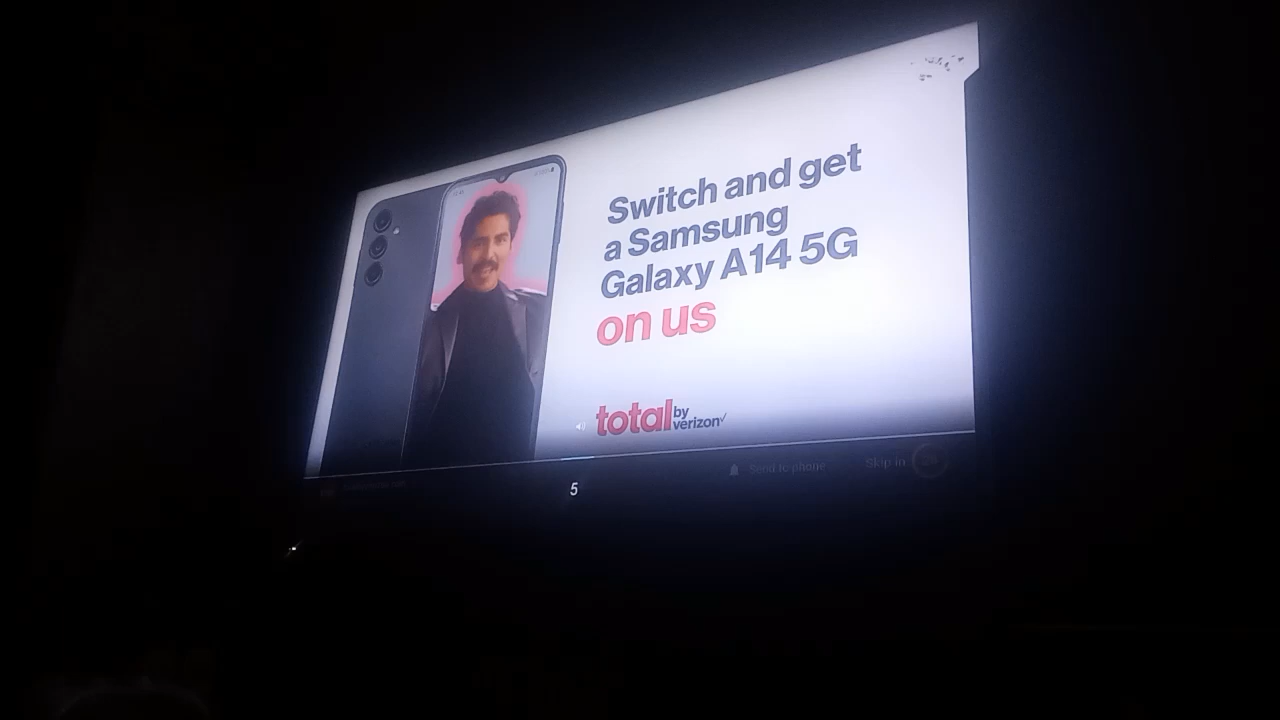 Switch and get
a Samsung
Galaxy A14 5G
on us
total by
verizon
Send to phone
Skip in
5